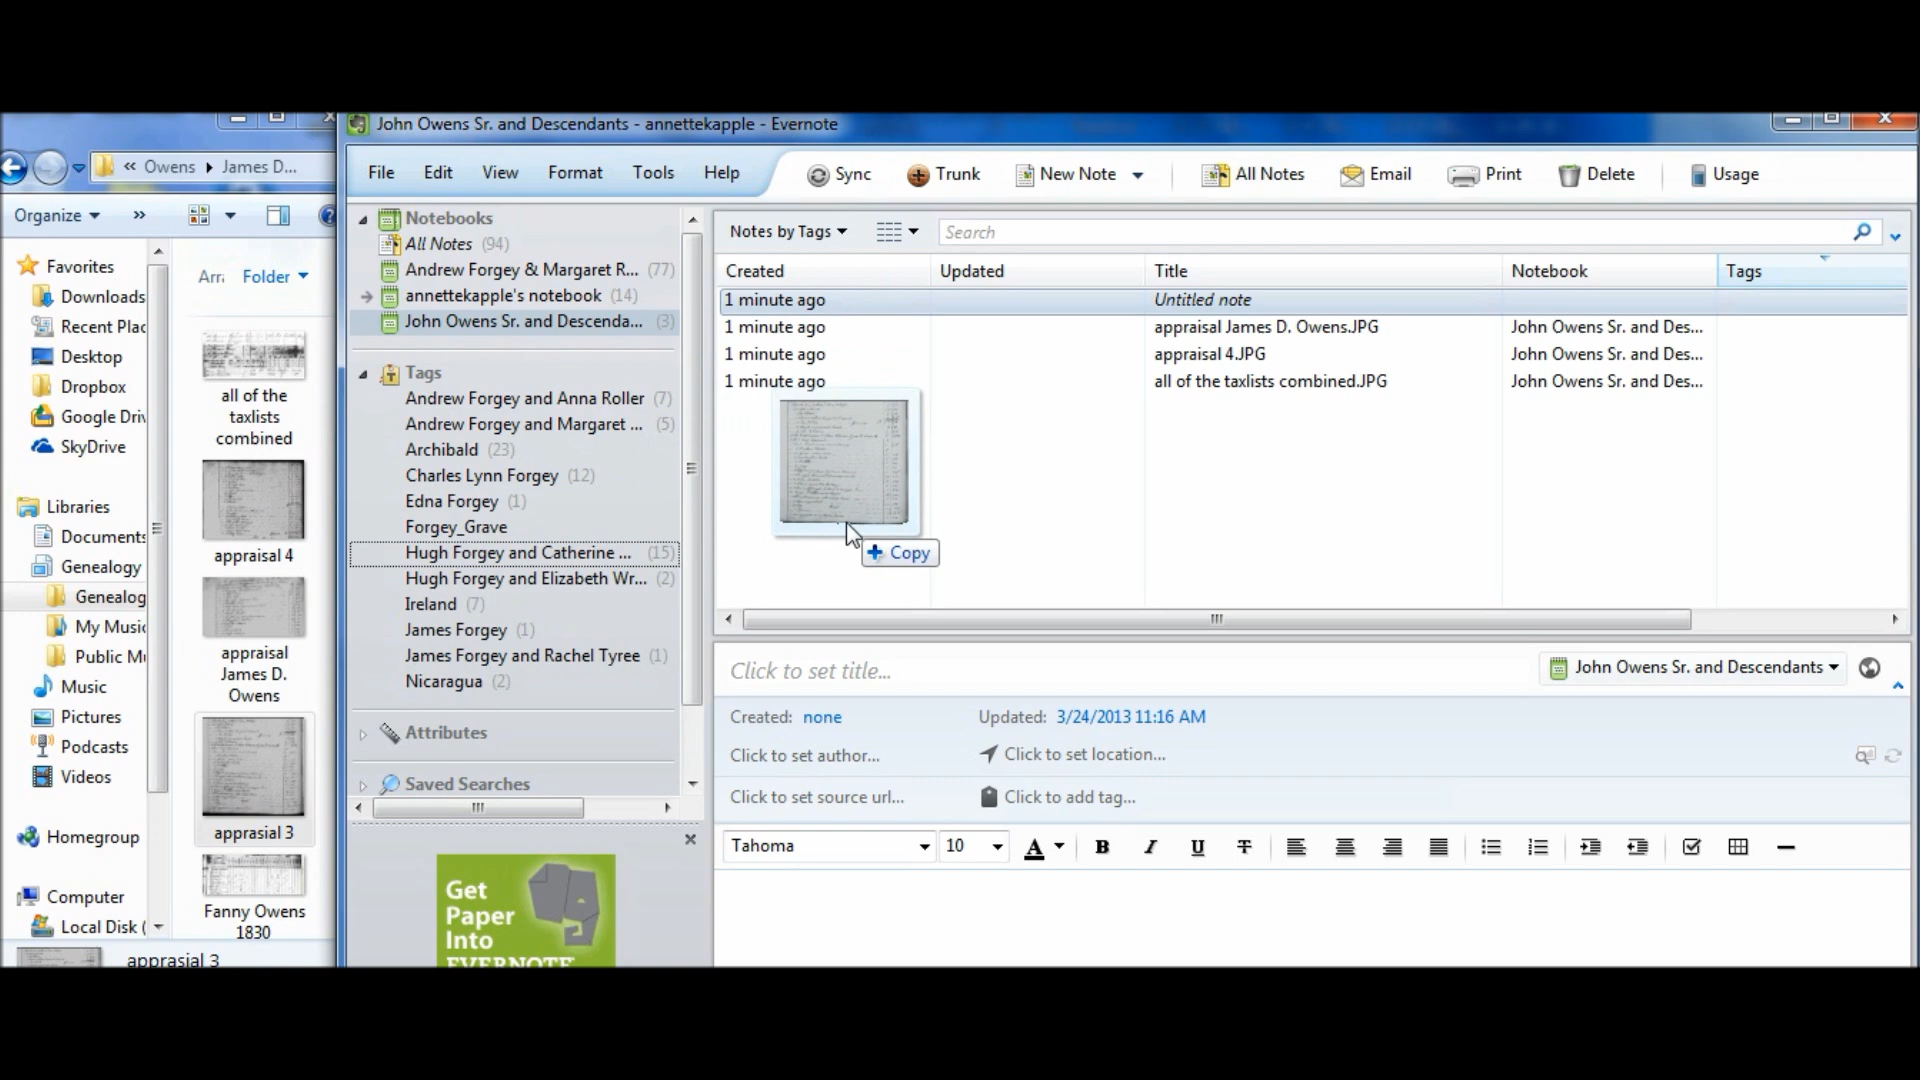 John Owens Sr. and Descendants - annettekapple - Evernote
« Owens ▸ James D...
Organize
»
Favorites
Downloads
Recent Plac
Desktop
Dropbox
Google Driv
SkyDrive
Libraries
Documents
Genealogy
Genealog
My Music
Public Mu
Music
Pictures
Podcasts
Videos
Homegroup
Computer
Local Disk (
Arra
Folder
all of the
taxlists
combined
appraisal 4
appraisal
James D.
Owens
apprasial 3
Fanny Owens
1830
apprasial 3
File Edit View Format Tools Help
Sync Trunk New Note All Notes Email Print Delete Usage
Notebooks
All Notes (94)
Andrew Forgey & Margaret R... (77)
annettekapple's notebook (14)
John Owens Sr. and Descenda... (3)
Tags
Andrew Forgey and Anna Roller (7)
Andrew Forgey and Margaret ... (5)
Archibald (23)
Charles Lynn Forgey (12)
Edna Forgey (1)
Forgey_Grave
Hugh Forgey and Catherine ... (15)
Hugh Forgey and Elizabeth Wr... (2)
Ireland (7)
James Forgey (1)
James Forgey and Rachel Tyree (1)
Nicaragua (2)
Attributes
Saved Searches
Get
Paper
Into
EVERNOTE
Notes by Tags
Search
Created Updated Title Notebook Tags
1 minute ago Untitled note
1 minute ago appraisal James D. Owens.JPG John Owens Sr. and Des...
1 minute ago appraisal 4.JPG John Owens Sr. and Des...
1 minute ago all of the taxlists combined.JPG John Owens Sr. and Des...
Copy
Click to set title...
John Owens Sr. and Descendants
Created: none Updated: 3/24/2013 11:16 AM
Click to set author... Click to set location...
Click to set source url... Click to add tag...
Tahoma 10 A B I U T